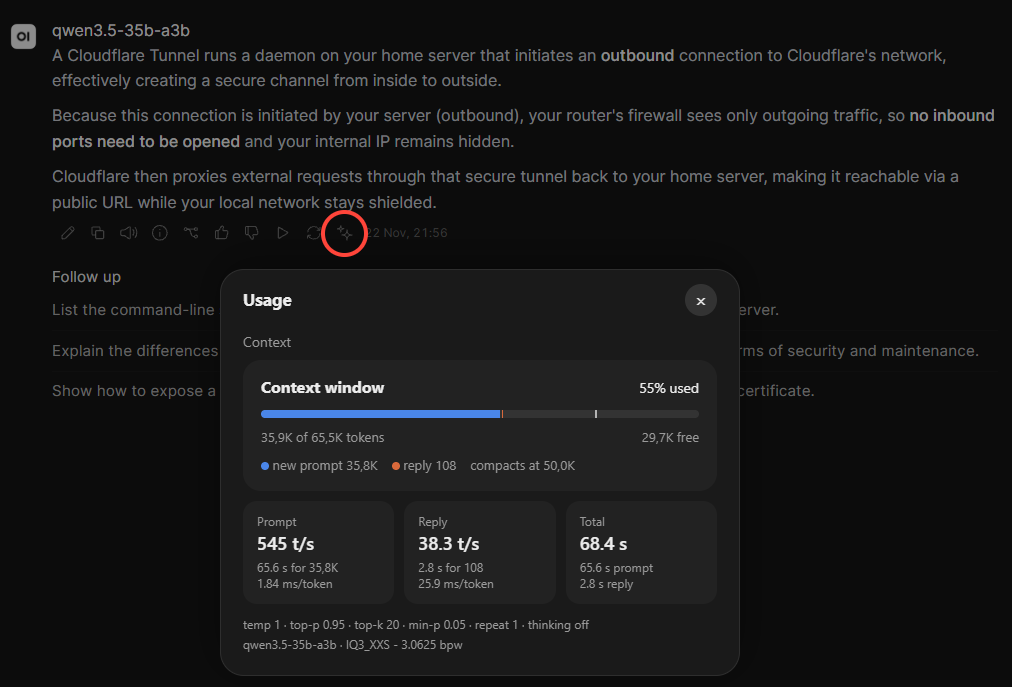 OI
qwen3.5-35b-a3b
A Cloudflare Tunnel runs a daemon on your home server that initiates an outbound connection to Cloudflare's network,
effectively creating a secure channel from inside to outside.
Because this connection is initiated by your server (outbound), your router's firewall sees only outgoing traffic, so no inbound
ports need to be opened and your internal IP remains hidden.
Cloudflare then proxies external requests through that secure tunnel back to your home server, making it reachable via a
public URL while your local network stays shielded.
22 Nov, 21:56
Follow up
List the command-line erver.
Explain the differences rms of security and maintenance.
Show how to expose a certificate.
Usage
×
Context
Context window 55% used
35,9K of 65,5K tokens 29,7K free
new prompt 35,8K reply 108 compacts at 50,0K
Prompt Reply Total
545 t/s 38.3 t/s 68.4 s
65.6 s for 35,8K 2.8 s for 108 65.6 s prompt
1.84 ms/token 25.9 ms/token 2.8 s reply
temp 1 · top-p 0.95 · top-k 20 · min-p 0.05 · repeat 1 · thinking off
qwen3.5-35b-a3b · IQ3_XXS - 3.0625 bpw